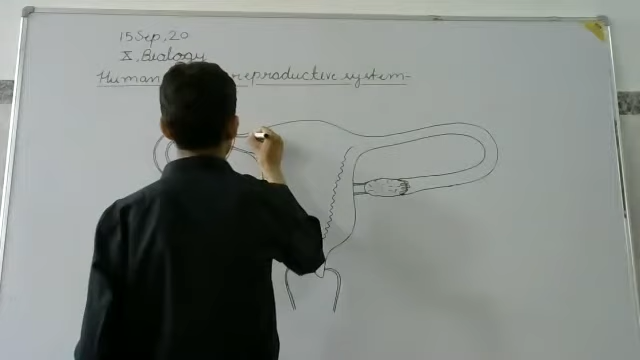 15 Sep, 20
X, Biology
Human reproductive system-